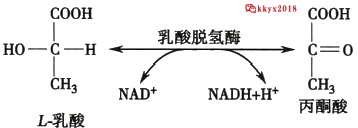 kkyx2018
COOH
HO—C—H
CH₃
L-乳酸
乳酸脱氢酶
NAD⁺
NADH+H⁺
COOH
C=O
CH₃
丙酮酸